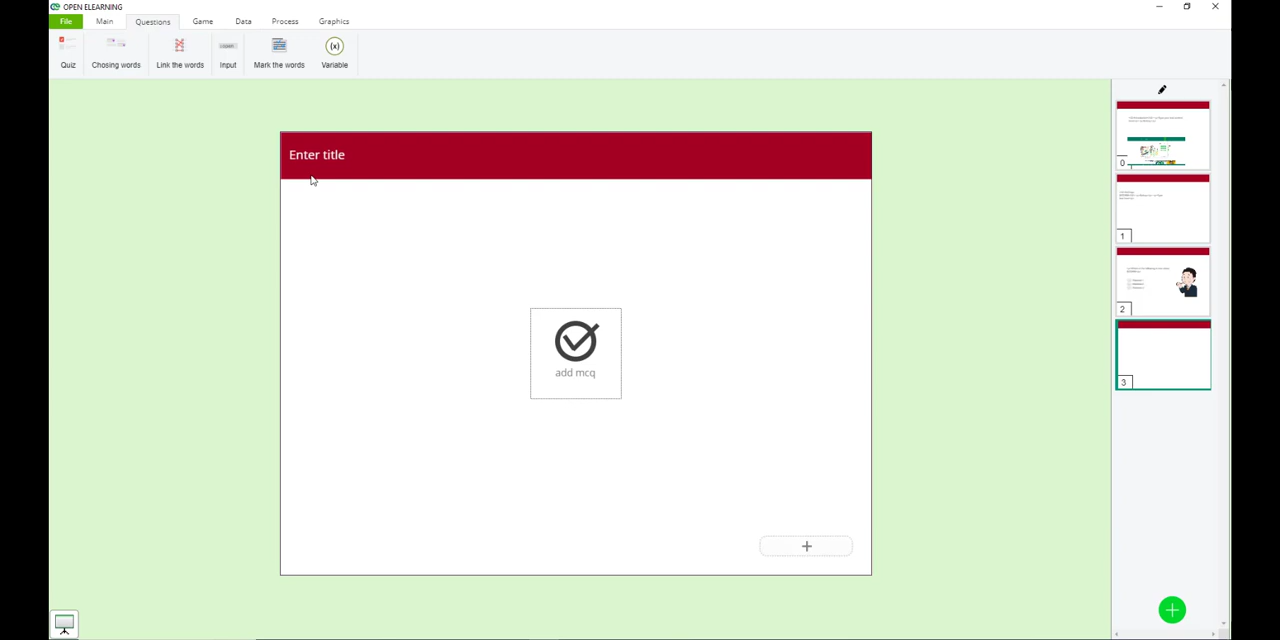 OPEN ELEARNING
File Main Questions Game Data Process Graphics
Quiz Chosing words Link the words Input Mark the words (x) Variable
Enter title
add mcq
0
1
2
3